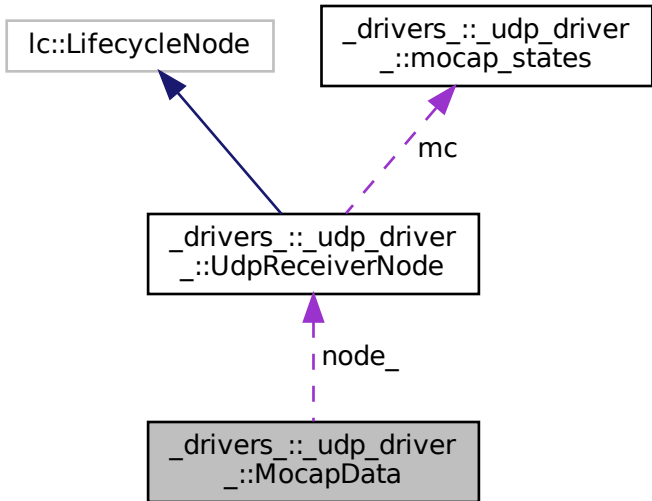 lc::LifecycleNode
_drivers_::_udp_driver
_::mocap_states
mc
_drivers_::_udp_driver
_::UdpReceiverNode
node_
_drivers_::_udp_driver
_::MocapData